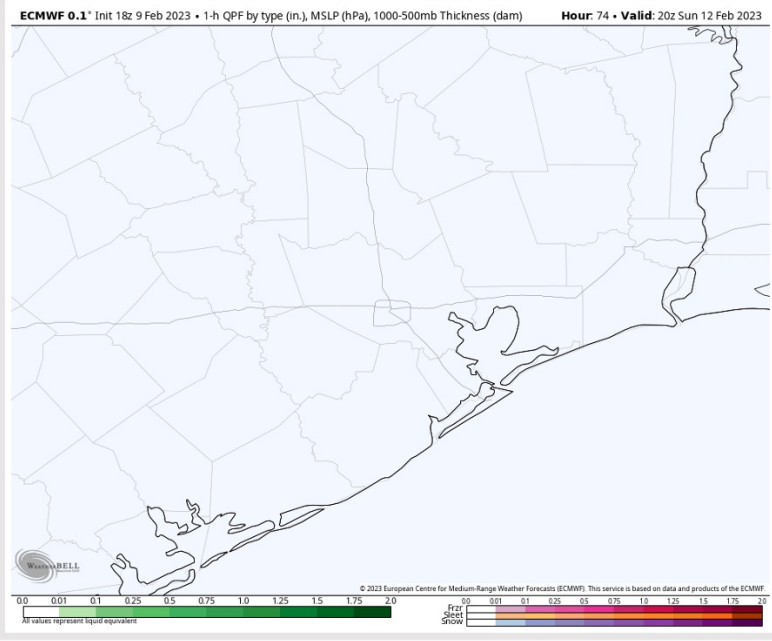 ECMWF 0.1° Init 18z 9 Feb 2023 • 1-h QPF by type (in.), MSLP (hPa), 1000-500mb Thickness (dam) Hour: 74 • Valid: 20z Sun 12 Feb 2023
WEATHERBELL
© 2023 European Centre for Medium-Range Weather Forecasts (ECMWF). This service is based on data and products of the ECMWF.
0.0 0.01 0.1 0.25 0.5 0.75 1.0 1.25 1.5 1.75 2.0
All values represent liquid equivalent
0.0 0.01 0.1 0.25 0.5 0.75 1.0 1.25 1.5 1.75 2.0
Frzr
Sleet
Snow